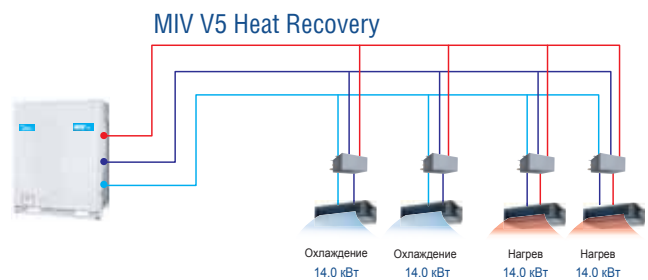 MIV V5 Heat Recovery
Охлаждение Охлаждение Нагрев Нагрев
14.0 кВт 14.0 кВт 14.0 кВт 14.0 кВт